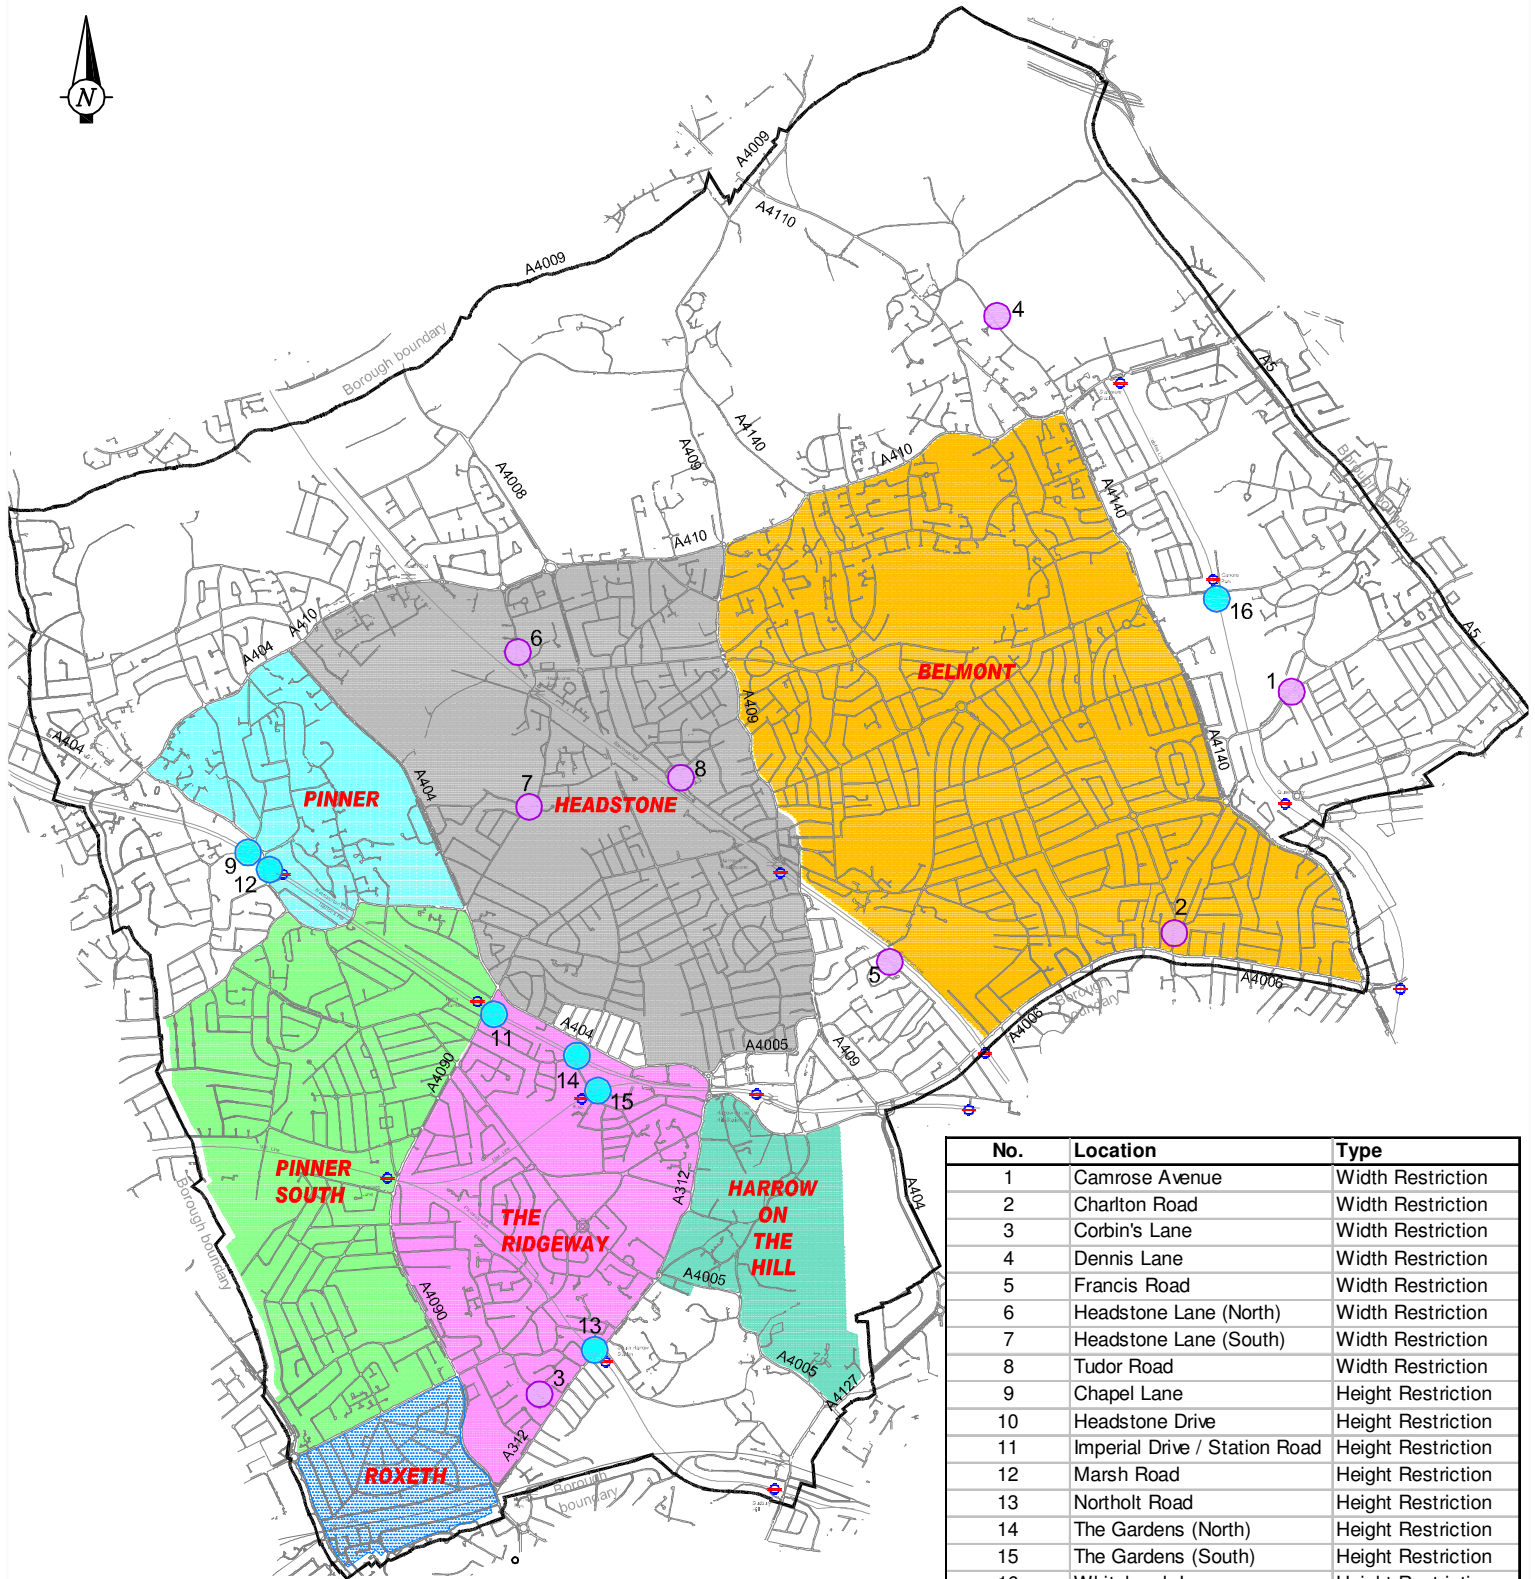 N
A4009
A4110
A4009
4
Borough boundary
A5
A4140
A409
A410
A4008
A4140
Borough boundary
A410
16
A410
6
A404
BELMONT
A5
1
A409
A404
A4140
8
7
A404
PINNER
HEADSTONE
9
12
2
5
A4006
Borough
boundary
11
A404
A4006
A4005
A409
A4090
14
15
PINNER
SOUTH
Borough boundary
A312
HARROW
ON
THE
HILL
A404
THE
RIDGEWAY
A4005
A4090
13
A4005
3
A4127
A312
ROXETH
Borough
boundary
No. Location Type
1 Camrose Avenue Width Restriction
2 Charlton Road Width Restriction
3 Corbin's Lane Width Restriction
4 Dennis Lane Width Restriction
5 Francis Road Width Restriction
6 Headstone Lane (North) Width Restriction
7 Headstone Lane (South) Width Restriction
8 Tudor Road Width Restriction
9 Chapel Lane Height Restriction
10 Headstone Drive Height Restriction
11 Imperial Drive / Station Road Height Restriction
12 Marsh Road Height Restriction
13 Northolt Road Height Restriction
14 The Gardens (North) Height Restriction
15 The Gardens (South) Height Restriction